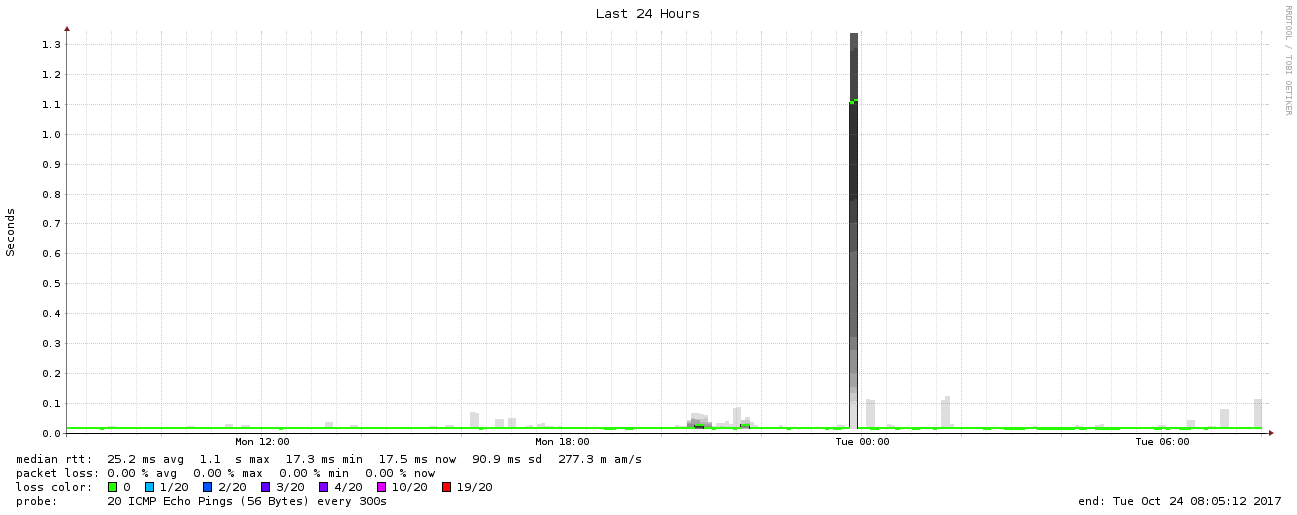 Last 24 Hours
RRDTOOL / TOBI OETIKER
Seconds
1.3
1.2
1.1
1.0
0.9
0.8
0.7
0.6
0.5
0.4
0.3
0.2
0.1
0.0
Mon 12:00 Mon 18:00 Tue 00:00 Tue 06:00
median rtt: 25.2 ms avg 1.1 s max 17.3 ms min 17.5 ms now 90.9 ms sd 277.3 m am/s
packet loss: 0.00 % avg 0.00 % max 0.00 % min 0.00 % now
loss color: 0 1/20 2/20 3/20 4/20 10/20 19/20
probe: 20 ICMP Echo Pings (56 Bytes) every 300s end: Tue Oct 24 08:05:12 2017